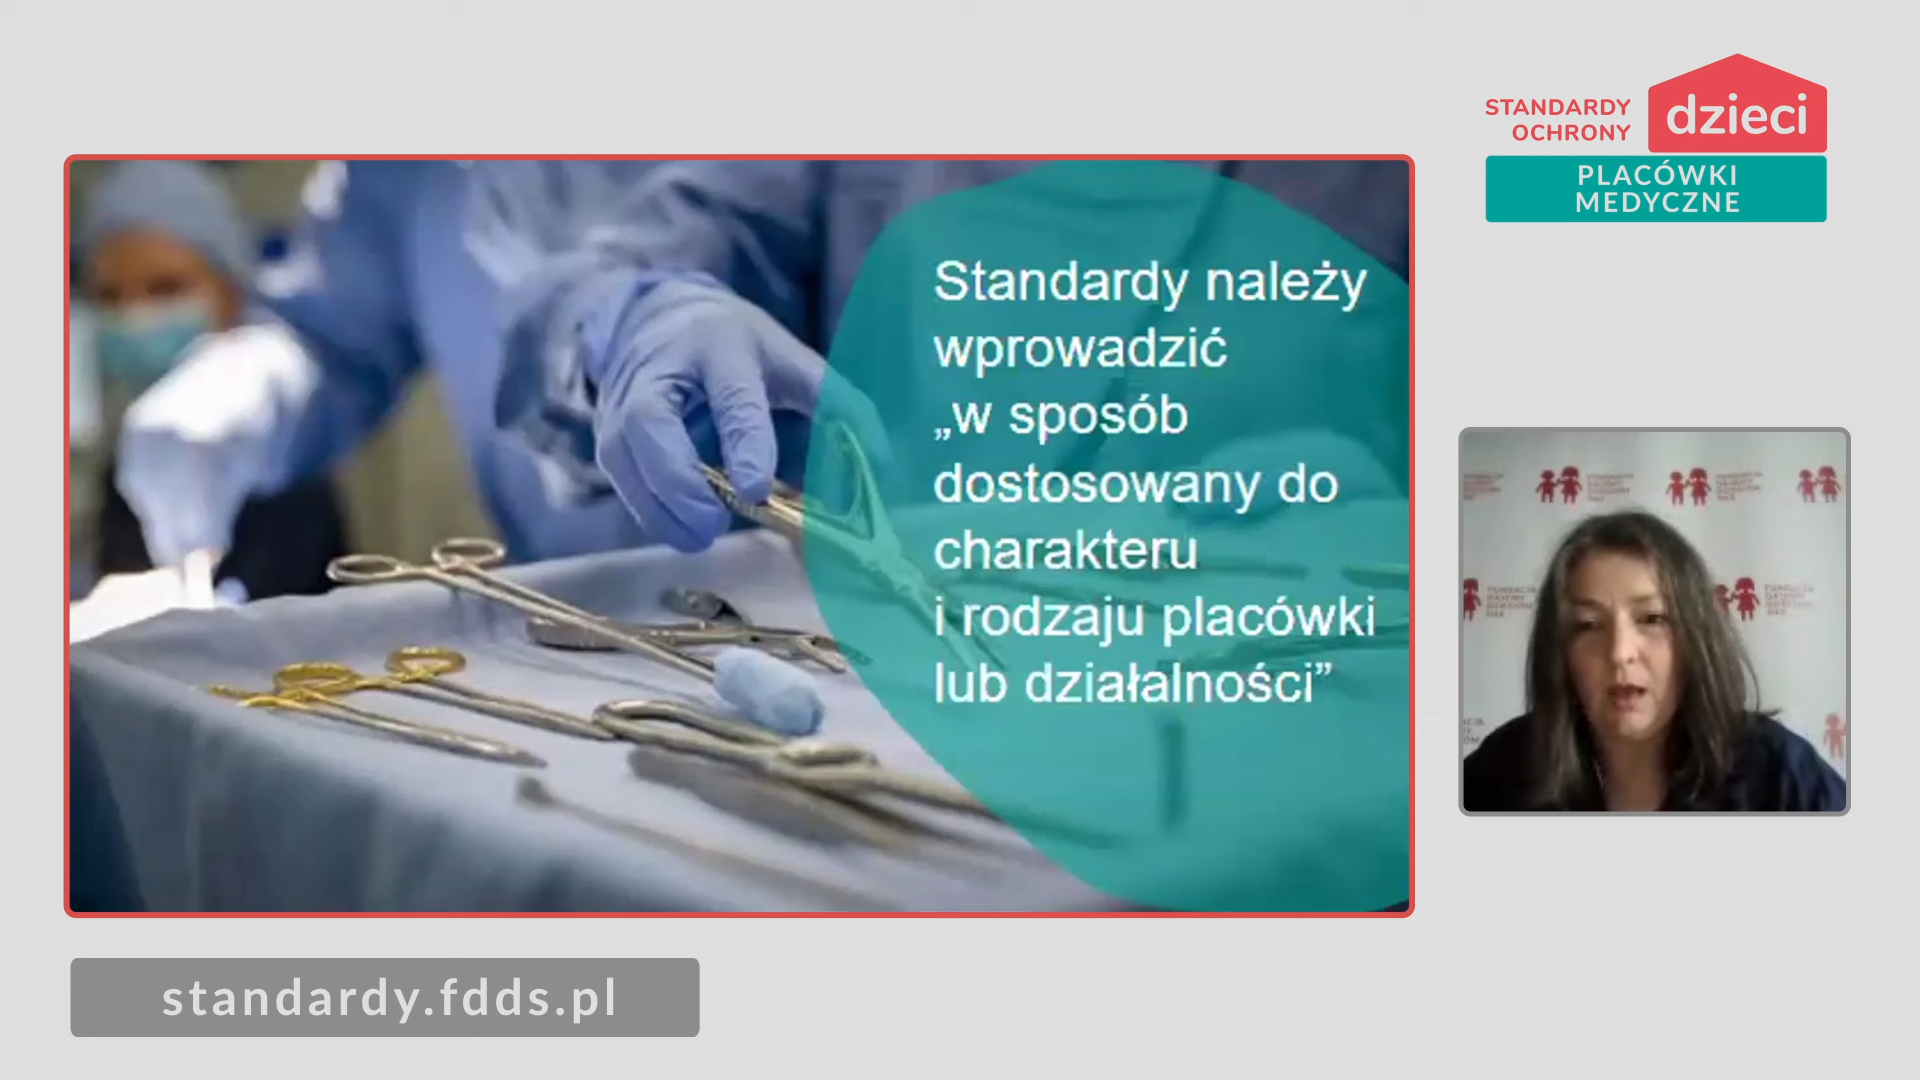 STANDARDY
OCHRONY
dzieci
PLACÓWKI
MEDYCZNE
Standardy należy
wprowadzić
„w sposób
dostosowany do
charakteru
i rodzaju placówki
lub działalności”
standardy.fdds.pl